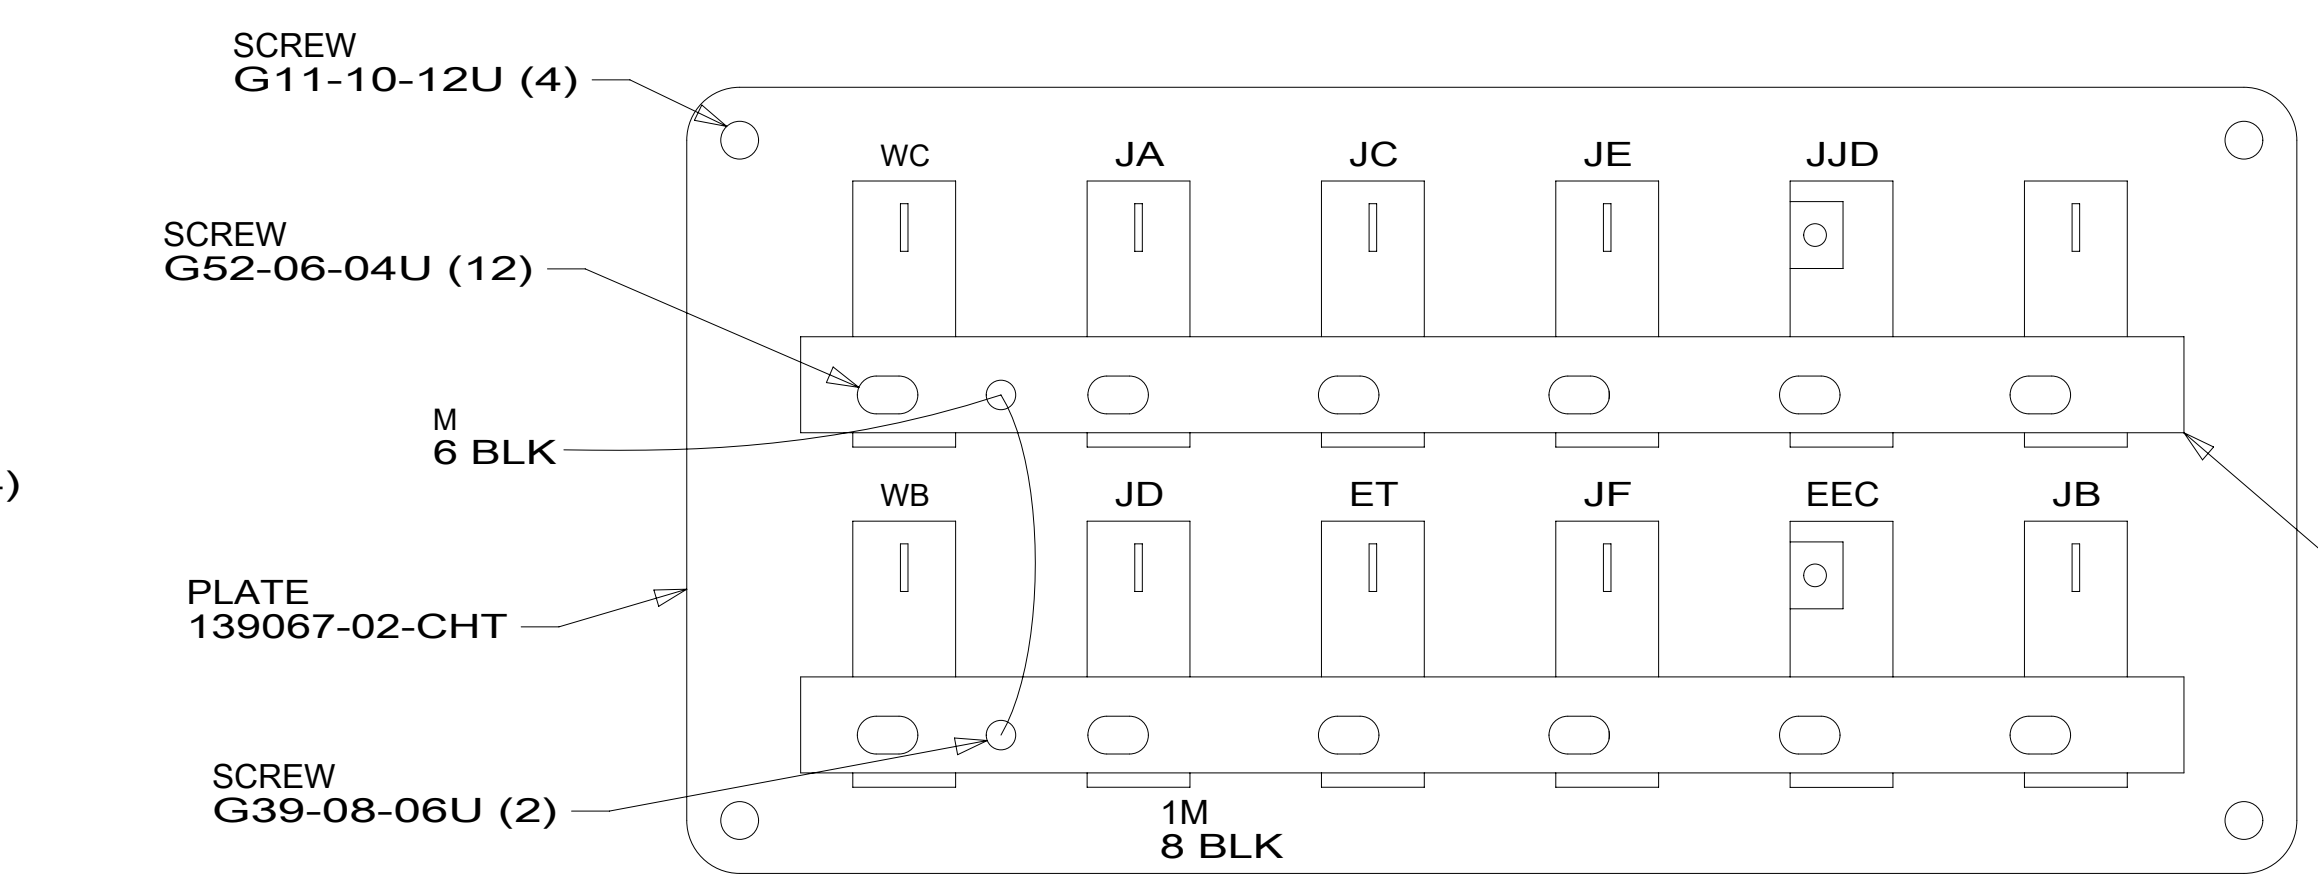 SCREW
G11-10-12U (4)
WC JA JC JE JJD
SCREW
G52-06-04U (12)
M
6 BLK
WB JD ET JF EEC JB
PLATE
139067-02-CHT
SCREW
G39-08-06U (2)
1M
8 BLK